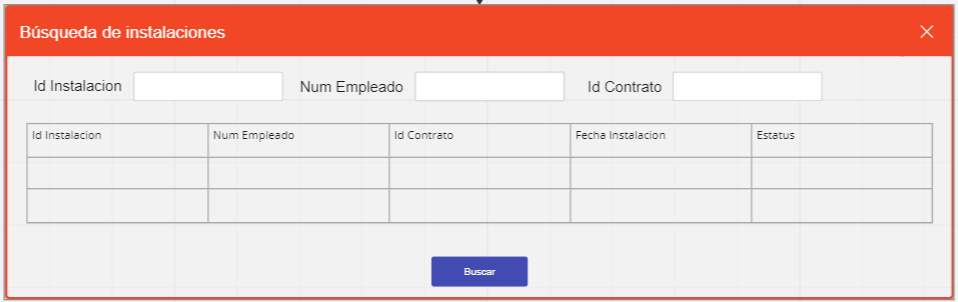 Búsqueda de instalaciones
Id Instalacion Num Empleado Id Contrato
Id Instalacion Num Empleado Id Contrato Fecha Instalacion Estatus
Buscar